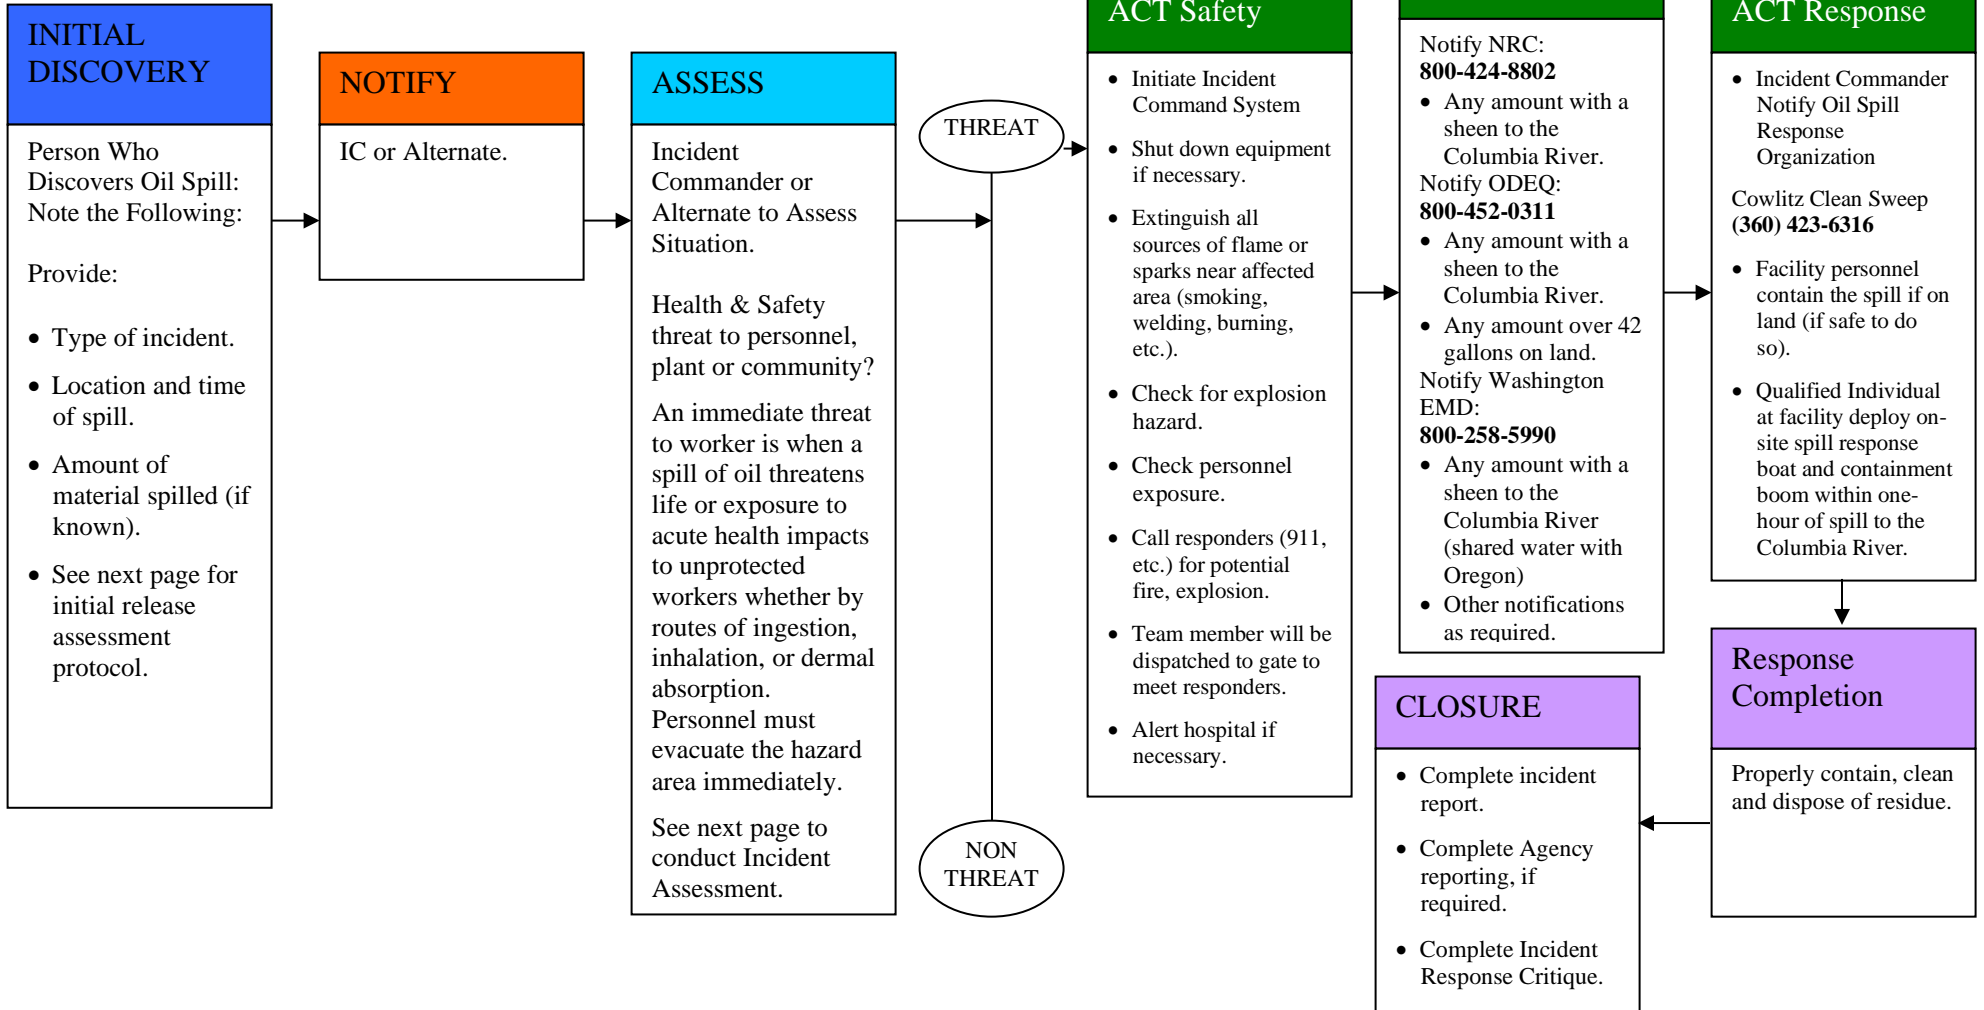 INITIAL
DISCOVERY
Person Who
Discovers Oil Spill:
Note the Following:
Provide:
• Type of incident.
• Location and time
of spill.
• Amount of
material spilled (if
known).
• See next page for
initial release
assessment
protocol.
NOTIFY
IC or Alternate.
ASSESS
Incident
Commander or
Alternate to Assess
Situation.
Health & Safety
threat to personnel,
plant or community?
An immediate threat
to worker is when a
spill of oil threatens
life or exposure to
acute health impacts
to unprotected
workers whether by
routes of ingestion,
inhalation, or dermal
absorption.
Personnel must
evacuate the hazard
area immediately.
See next page to
conduct Incident
Assessment.
THREAT
NON
THREAT
ACT Safety
• Initiate Incident
Command System
• Shut down equipment
if necessary.
• Extinguish all
sources of flame or
sparks near affected
area (smoking,
welding, burning,
etc.).
• Check for explosion
hazard.
• Check personnel
exposure.
• Call responders (911,
etc.) for potential
fire, explosion.
• Team member will be
dispatched to gate to
meet responders.
• Alert hospital if
necessary.
Notify NRC:
800-424-8802
• Any amount with a
sheen to the
Columbia River.
Notify ODEQ:
800-452-0311
• Any amount with a
sheen to the
Columbia River.
• Any amount over 42
gallons on land.
Notify Washington
EMD:
800-258-5990
• Any amount with a
sheen to the
Columbia River
(shared water with
Oregon)
• Other notifications
as required.
ACT Response
• Incident Commander
Notify Oil Spill
Response
Organization
Cowlitz Clean Sweep
(360) 423-6316
• Facility personnel
contain the spill if on
land (if safe to do
so).
• Qualified Individual
at facility deploy on-
site spill response
boat and containment
boom within one-
hour of spill to the
Columbia River.
Response
Completion
Properly contain, clean
and dispose of residue.
CLOSURE
• Complete incident
report.
• Complete Agency
reporting, if
required.
• Complete Incident
Response Critique.